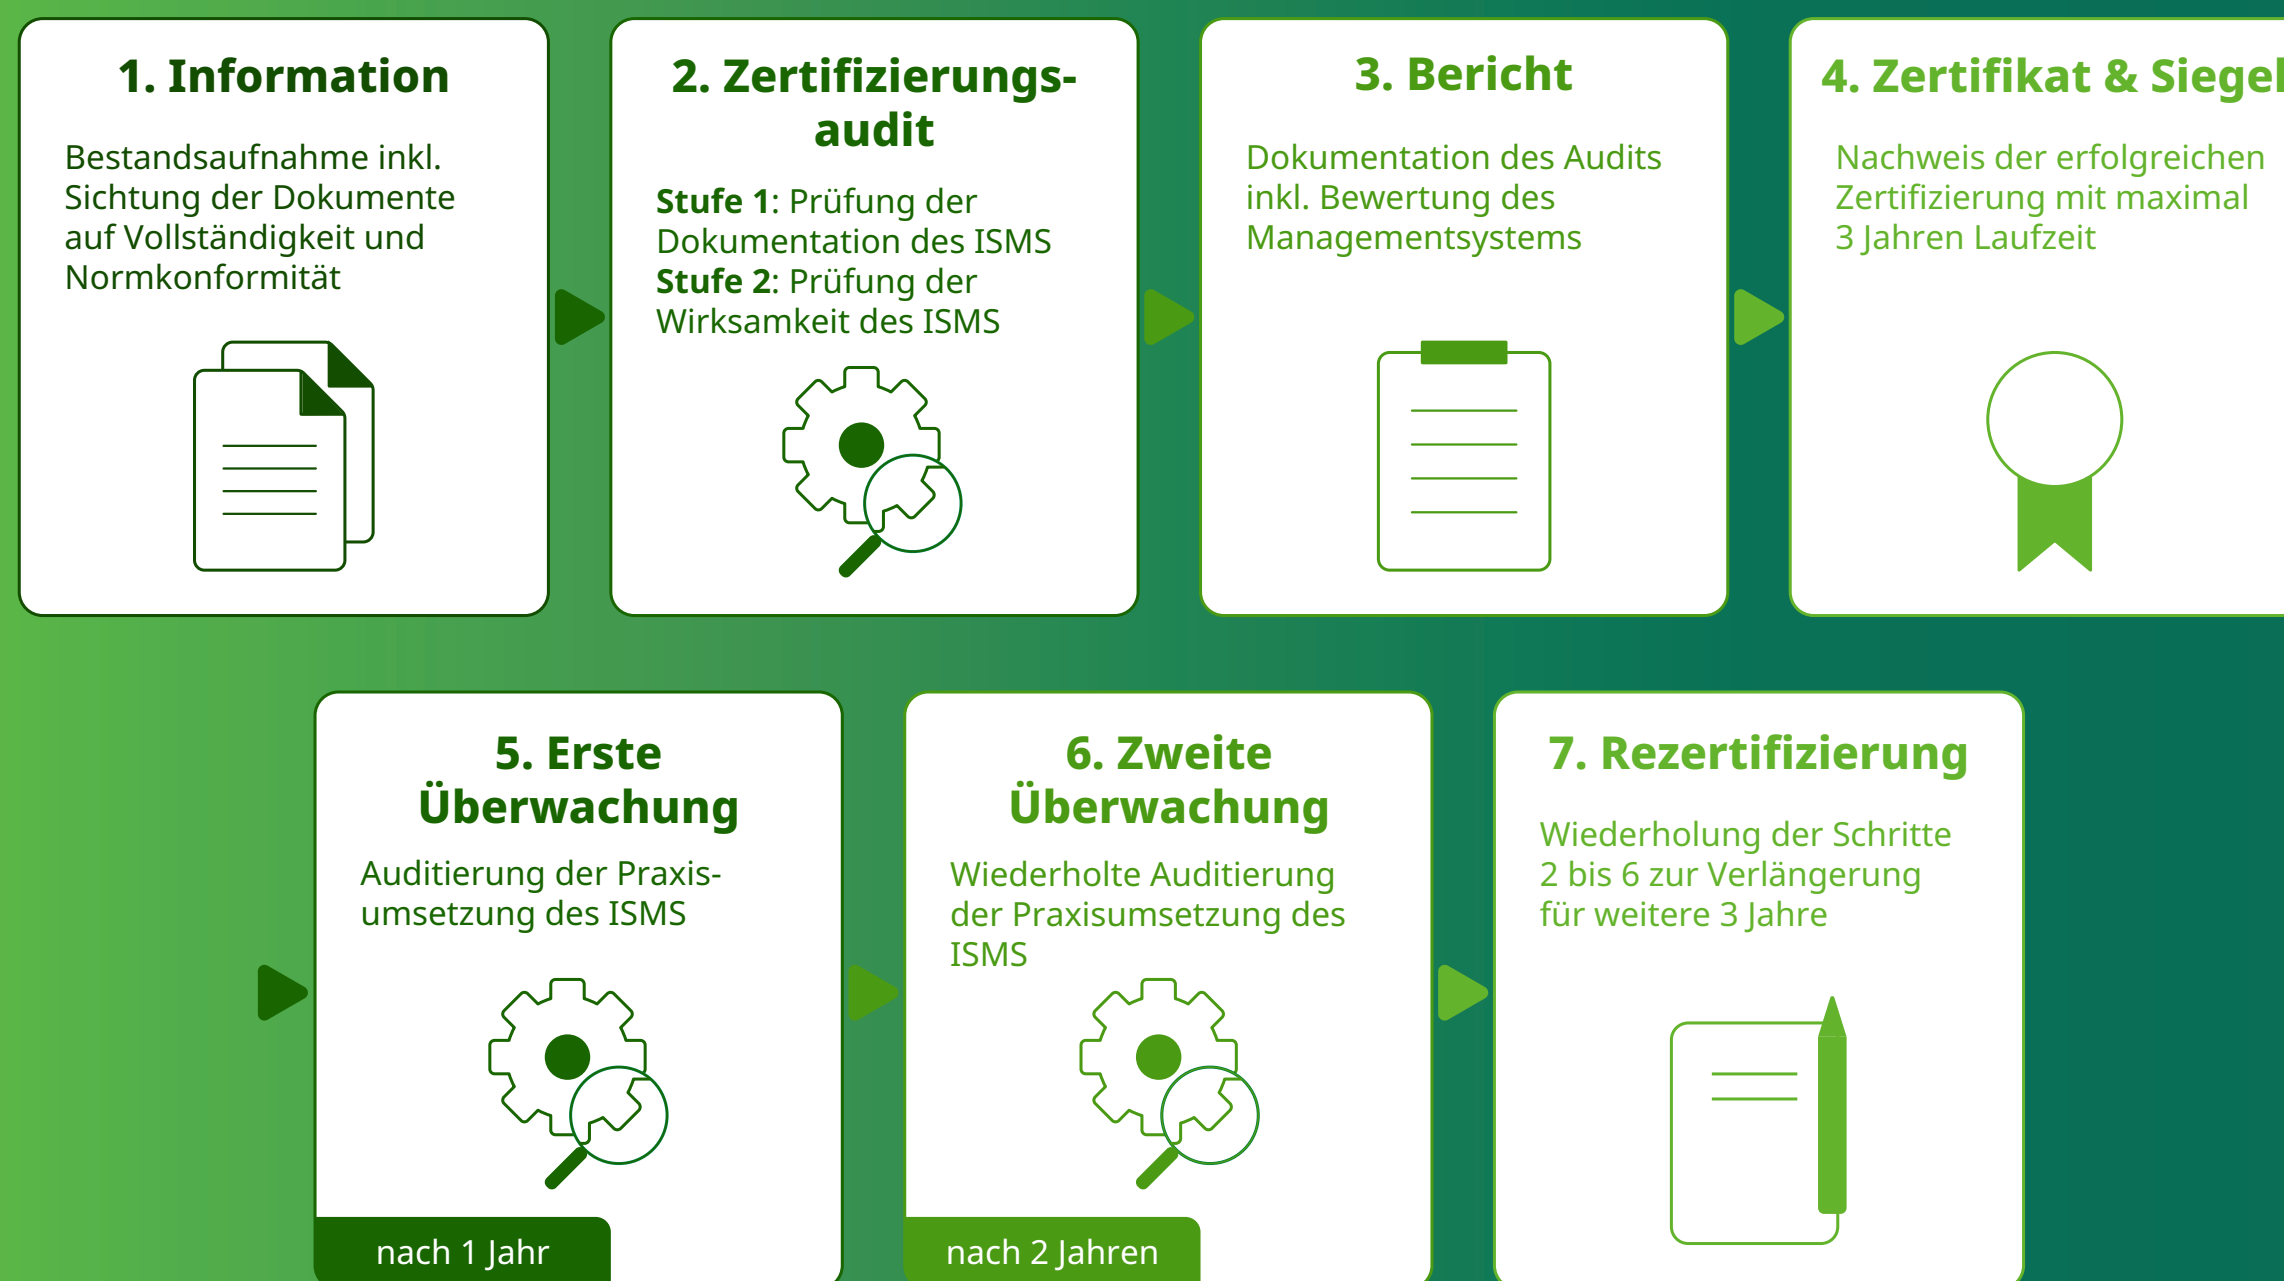 1. Information
Bestandsaufnahme inkl.
Sichtung der Dokumente
auf Vollständigkeit und
Normkonformität
2. Zertifizierungs-
audit
Stufe 1: Prüfung der
Dokumentation des ISMS
Stufe 2: Prüfung der
Wirksamkeit des ISMS
3. Bericht
Dokumentation des Audits
inkl. Bewertung des
Managementsystems
4. Zertifikat & Siegel
Nachweis der erfolgreichen
Zertifizierung mit maximal
3 Jahren Laufzeit
5. Erste
Überwachung
Auditierung der Praxis-
umsetzung des ISMS
nach 1 Jahr
6. Zweite
Überwachung
Wiederholte Auditierung
der Praxisumsetzung des
ISMS
nach 2 Jahren
7. Rezertifizierung
Wiederholung der Schritte
2 bis 6 zur Verlängerung
für weitere 3 Jahre